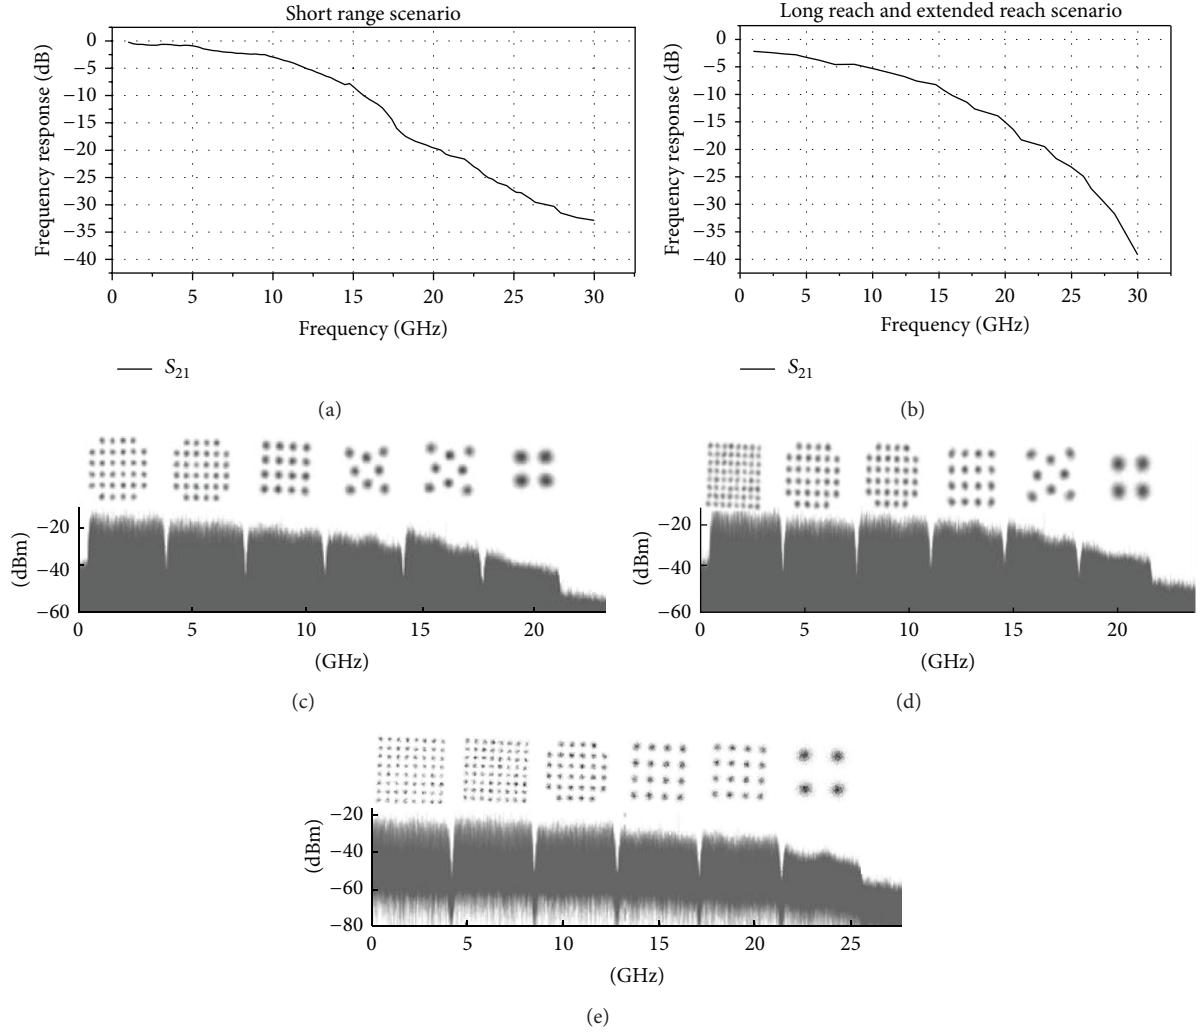 Short range scenario
Frequency response (dB)
0
−5
−10
−15
−20
−25
−30
−35
−40
0 5 10 15 20 25 30
Frequency (GHz)
S21
(a)
Long reach and extended reach scenario
Frequency response (dB)
0
−5
−10
−15
−20
−25
−30
−35
−40
0 5 10 15 20 25 30
Frequency (GHz)
S21
(b)
(dBm)
−20
−40
−60
0 5 10 15 20
(GHz)
(c)
(dBm)
−20
−40
−60
0 5 10 15 20
(GHz)
(d)
(dBm)
−20
−40
−60
−80
0 5 10 15 20 25
(GHz)
(e)